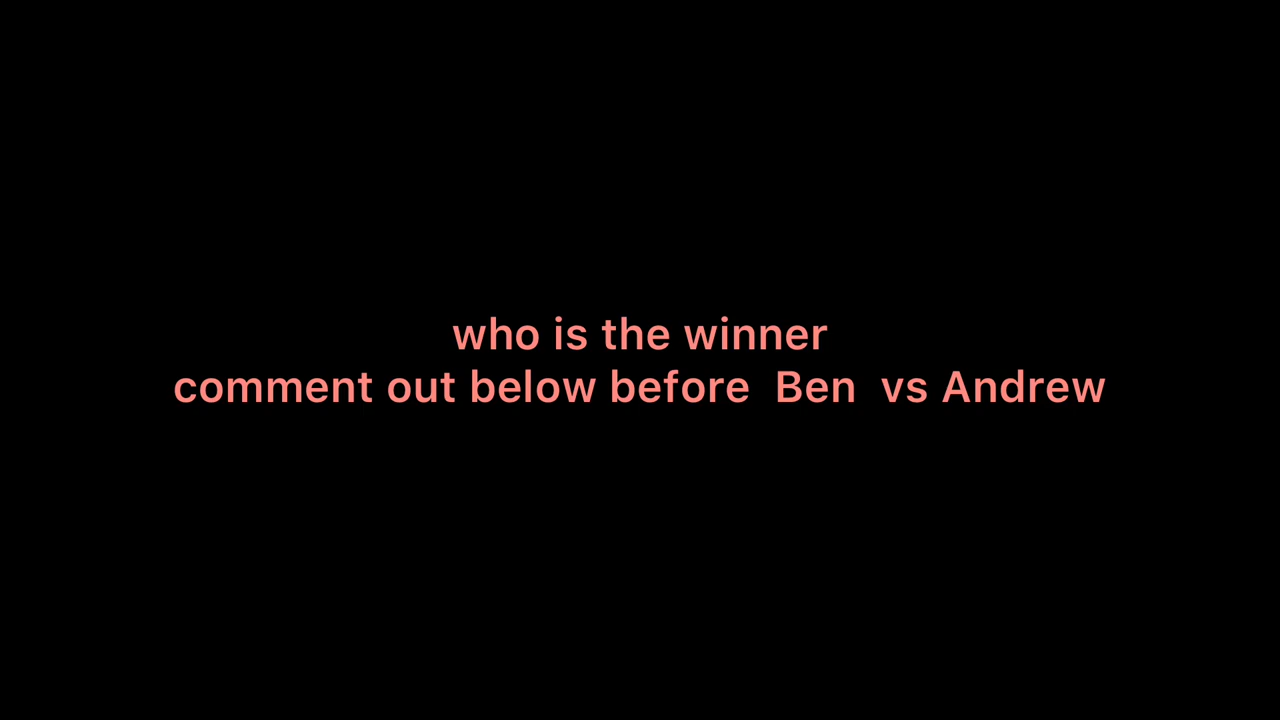 who is the winner
comment out below before  Ben  vs Andrew